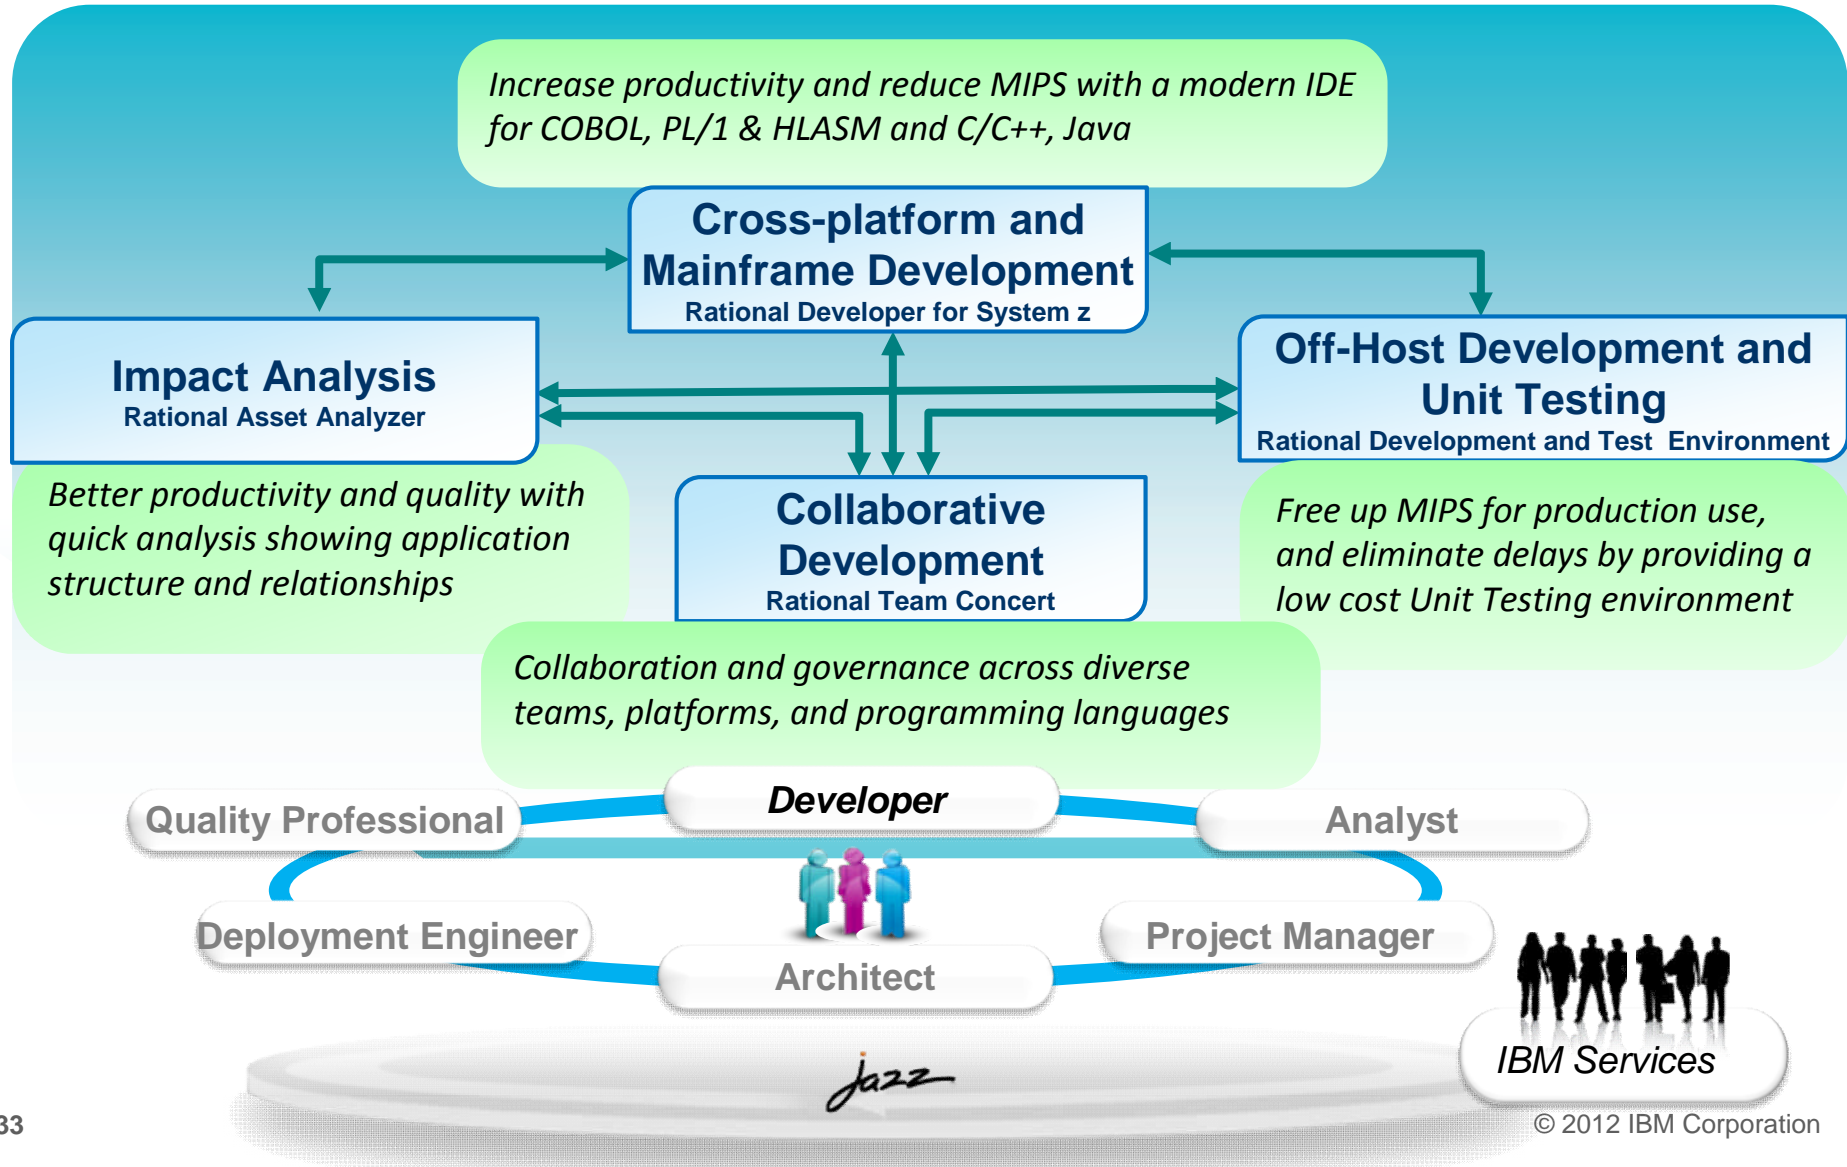 Increase productivity and reduce MIPS with a modern IDE
for COBOL, PL/1 & HLASM and C/C++, Java
Cross-platform and
Mainframe Development
Rational Developer for System z
Impact Analysis
Rational Asset Analyzer
Off-Host Development and
Unit Testing
Rational Development and Test Environment
Better productivity and quality with
quick analysis showing application
structure and relationships
Collaborative
Development
Rational Team Concert
Free up MIPS for production use,
and eliminate delays by providing a
low cost Unit Testing environment
Collaboration and governance across diverse
teams, platforms, and programming languages
Quality Professional
Developer
Analyst
Deployment Engineer
Architect
Project Manager
IBM Services
jazz
33
© 2012 IBM Corporation